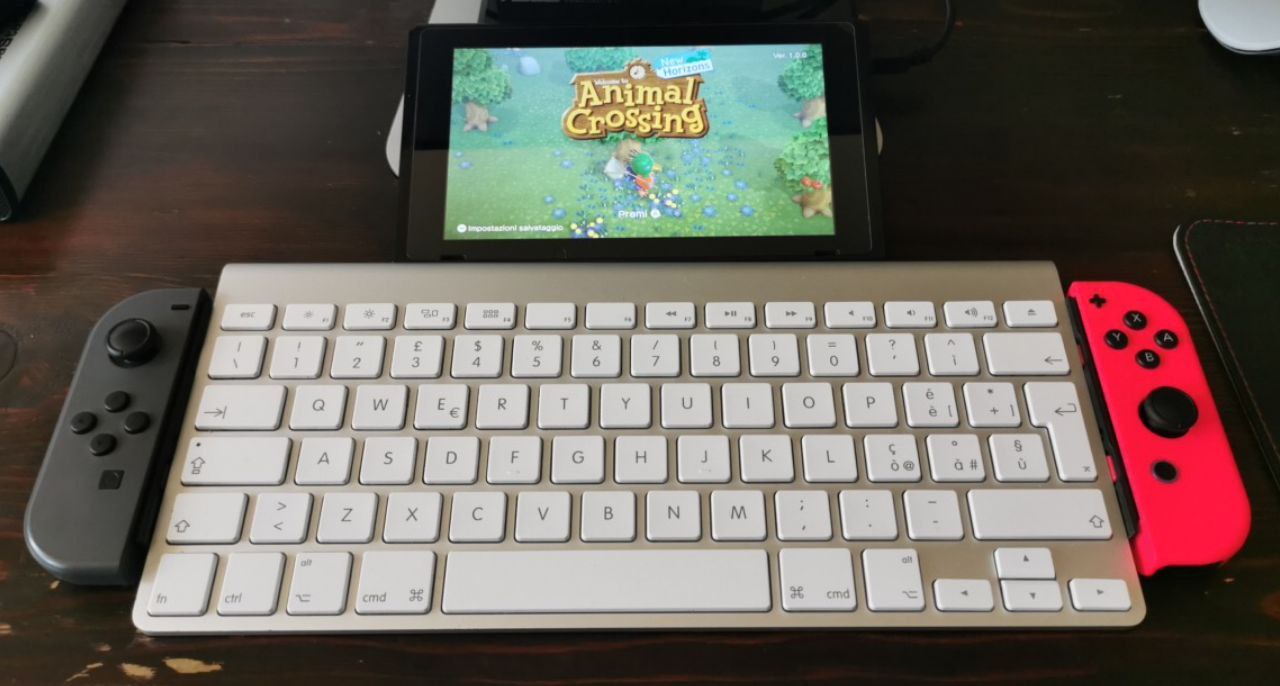 Ver. 1.0.0
Welcome to
Animal
Crossing
New
Horizons
Premi A
Impostazioni salvataggio
esc F1 F2 F3 F4 F5 F6 F7 F8 F9 F10 F11 F12
| ! " £ $ % & / ( ) = ? ^
\ 1 2 3 4 5 6 7 8 9 0 ' ì
Q W E € R T Y U I O P é è [ * + ]
A S D F G H J K L ç ò @ ° à # § ù
> < Z X C V B N M ; , : . _ -
fn ctrl alt cmd ⌘ ⌘ cmd alt
X
Y A
B